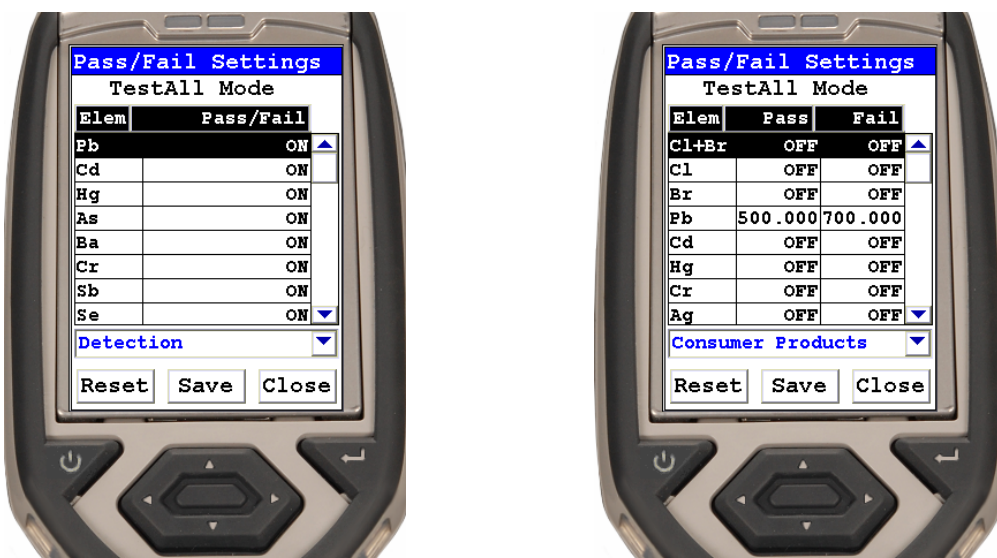 Pass/Fail Settings
TestAll Mode
Elem Pass/Fail
Pb ON
Cd ON
Hg ON
As ON
Ba ON
Cr ON
Sb ON
Se ON
Detection
Reset Save Close
Pass/Fail Settings
TestAll Mode
Elem Pass Fail
Cl+Br OFF OFF
Cl OFF OFF
Br OFF OFF
Pb 500.000 700.000
Cd OFF OFF
Hg OFF OFF
Cr OFF OFF
Ag OFF OFF
Consumer Products
Reset Save Close